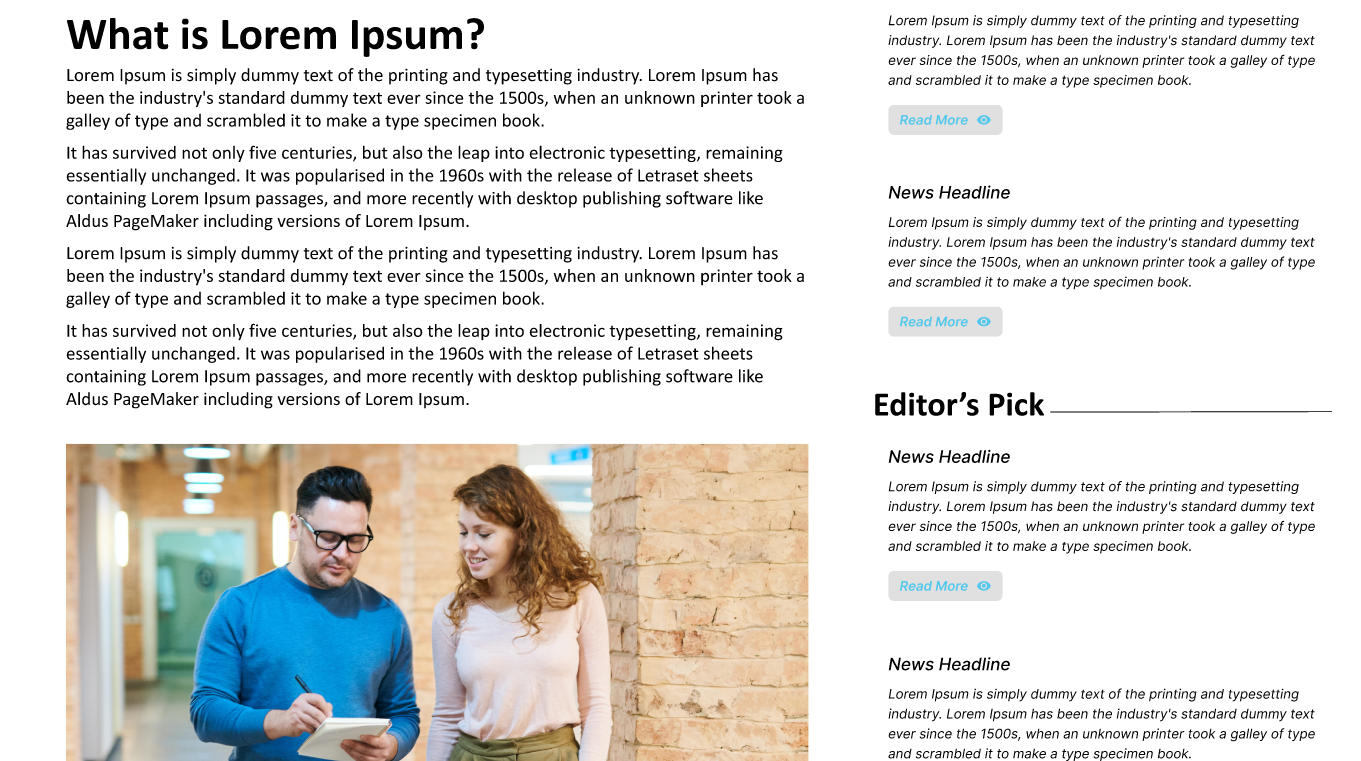 What is Lorem Ipsum?
Lorem Ipsum is simply dummy text of the printing and typesetting industry. Lorem Ipsum has
been the industry's standard dummy text ever since the 1500s, when an unknown printer took a
galley of type and scrambled it to make a type specimen book.
It has survived not only five centuries, but also the leap into electronic typesetting, remaining
essentially unchanged. It was popularised in the 1960s with the release of Letraset sheets
containing Lorem Ipsum passages, and more recently with desktop publishing software like
Aldus PageMaker including versions of Lorem Ipsum.
Lorem Ipsum is simply dummy text of the printing and typesetting industry. Lorem Ipsum has
been the industry's standard dummy text ever since the 1500s, when an unknown printer took a
galley of type and scrambled it to make a type specimen book.
It has survived not only five centuries, but also the leap into electronic typesetting, remaining
essentially unchanged. It was popularised in the 1960s with the release of Letraset sheets
containing Lorem Ipsum passages, and more recently with desktop publishing software like
Aldus PageMaker including versions of Lorem Ipsum.
Lorem Ipsum is simply dummy text of the printing and typesetting
industry. Lorem Ipsum has been the industry's standard dummy text
ever since the 1500s, when an unknown printer took a galley of type
and scrambled it to make a type specimen book.
Read More
News Headline
Lorem Ipsum is simply dummy text of the printing and typesetting
industry. Lorem Ipsum has been the industry's standard dummy text
ever since the 1500s, when an unknown printer took a galley of type
and scrambled it to make a type specimen book.
Read More
Editor’s Pick
News Headline
Lorem Ipsum is simply dummy text of the printing and typesetting
industry. Lorem Ipsum has been the industry's standard dummy text
ever since the 1500s, when an unknown printer took a galley of type
and scrambled it to make a type specimen book.
Read More
News Headline
Lorem Ipsum is simply dummy text of the printing and typesetting
industry. Lorem Ipsum has been the industry's standard dummy text
ever since the 1500s, when an unknown printer took a galley of type
and scrambled it to make a type specimen book.